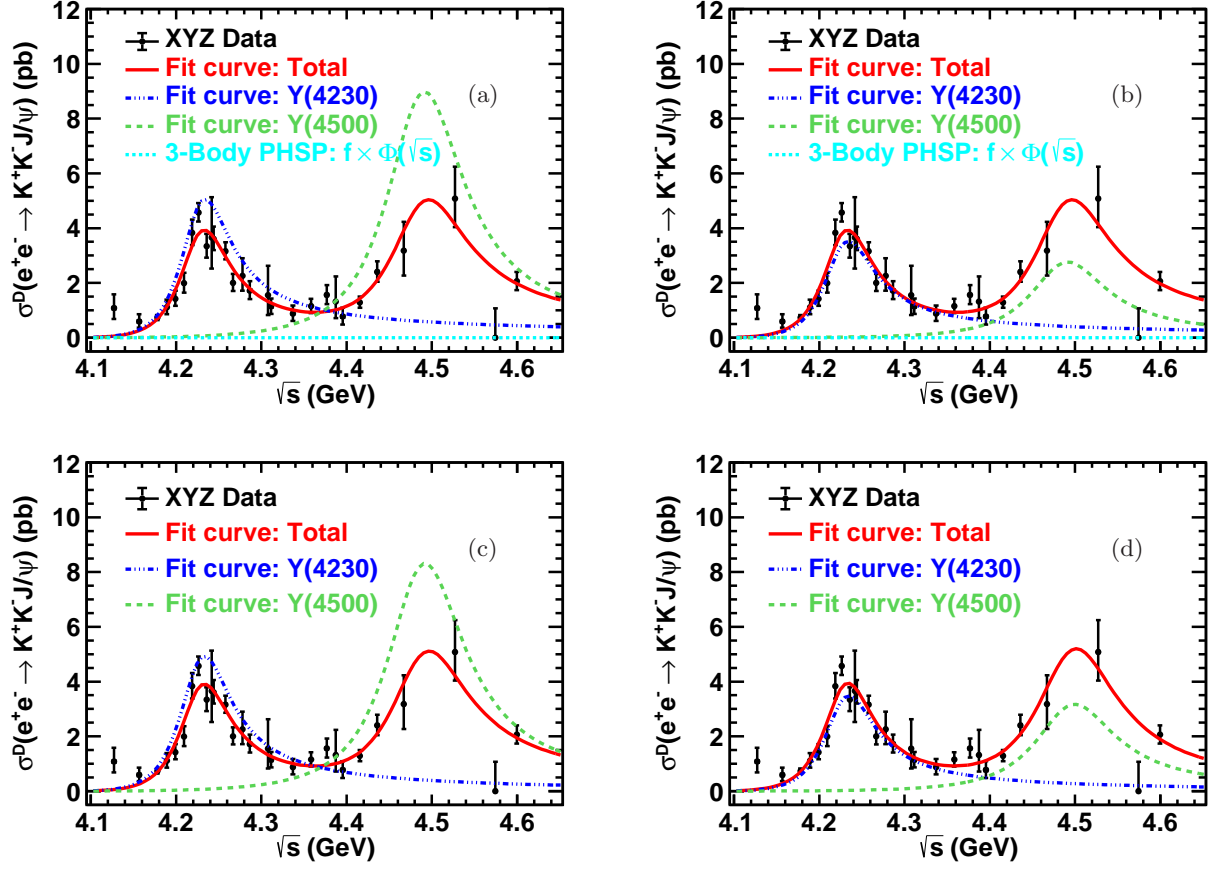 σᴰ(e⁺e⁻ → K⁺K⁻J/ψ) (pb)
12
10
8
6
4
2
0
XYZ Data
Fit curve: Total
Fit curve: Y(4230)
Fit curve: Y(4500)
3-Body PHSP: f × Φ(√s)
(a)
4.1 4.2 4.3 4.4 4.5 4.6
√s (GeV)
σᴰ(e⁺e⁻ → K⁺K⁻J/ψ) (pb)
12
10
8
6
4
2
0
XYZ Data
Fit curve: Total
Fit curve: Y(4230)
Fit curve: Y(4500)
3-Body PHSP: f × Φ(√s)
(b)
4.1 4.2 4.3 4.4 4.5 4.6
√s (GeV)
σᴰ(e⁺e⁻ → K⁺K⁻J/ψ) (pb)
12
10
8
6
4
2
0
XYZ Data
Fit curve: Total
Fit curve: Y(4230)
Fit curve: Y(4500)
(c)
4.1 4.2 4.3 4.4 4.5 4.6
√s (GeV)
σᴰ(e⁺e⁻ → K⁺K⁻J/ψ) (pb)
12
10
8
6
4
2
0
XYZ Data
Fit curve: Total
Fit curve: Y(4230)
Fit curve: Y(4500)
(d)
4.1 4.2 4.3 4.4 4.5 4.6
√s (GeV)